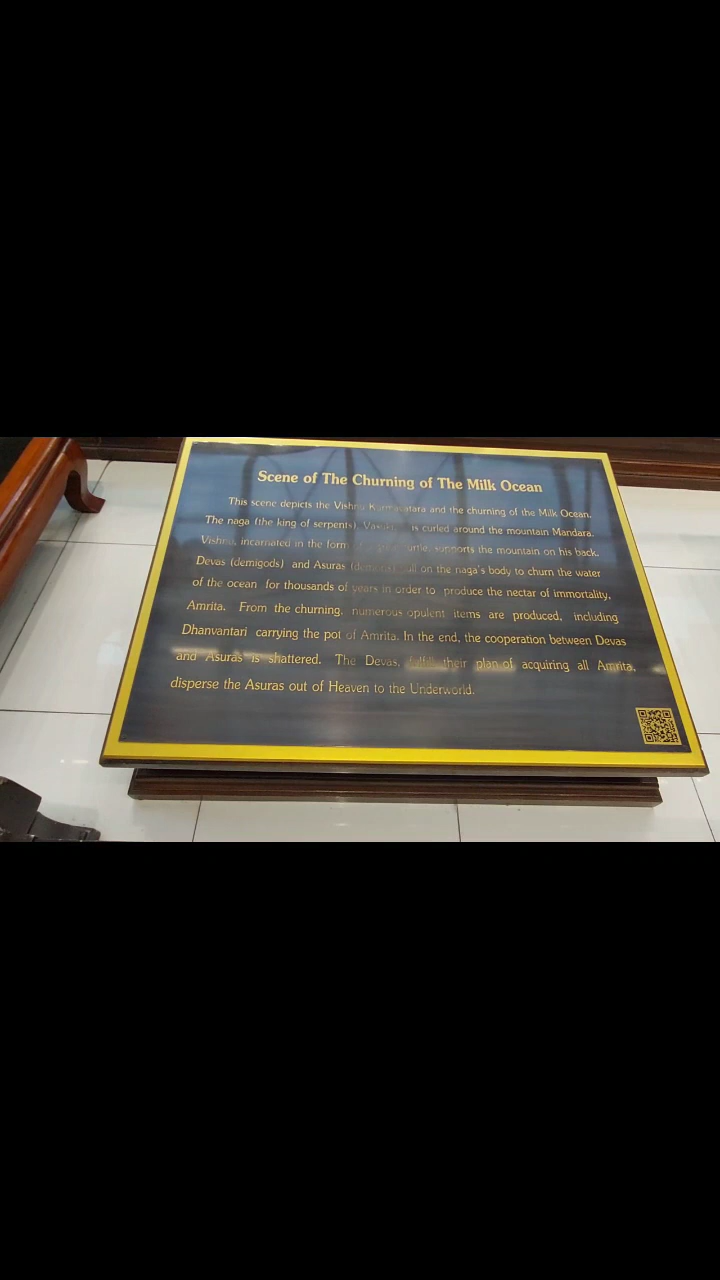 Scene of The Churning of The Milk Ocean
This scene depicts the Vishnu Kurmavatara and the churning of the Milk Ocean.
The naga (the king of serpents), is curled around the mountain Mandara.
Vishnu, incarnated in the form of turtle, supports the mountain on his back.
Devas (demigods) and Asuras (demons) pull on the naga's body to churn the water
of the ocean for thousands of years in order to produce the nectar of immortality,
Amrita. From the churning, numerous opulent items are produced, including
Dhanvantari carrying the pot of Amrita. In the end, the cooperation between Devas
and Asuras is shattered. The Devas, fulfill their plan of acquiring all Amrita,
disperse the Asuras out of Heaven to the Underworld.